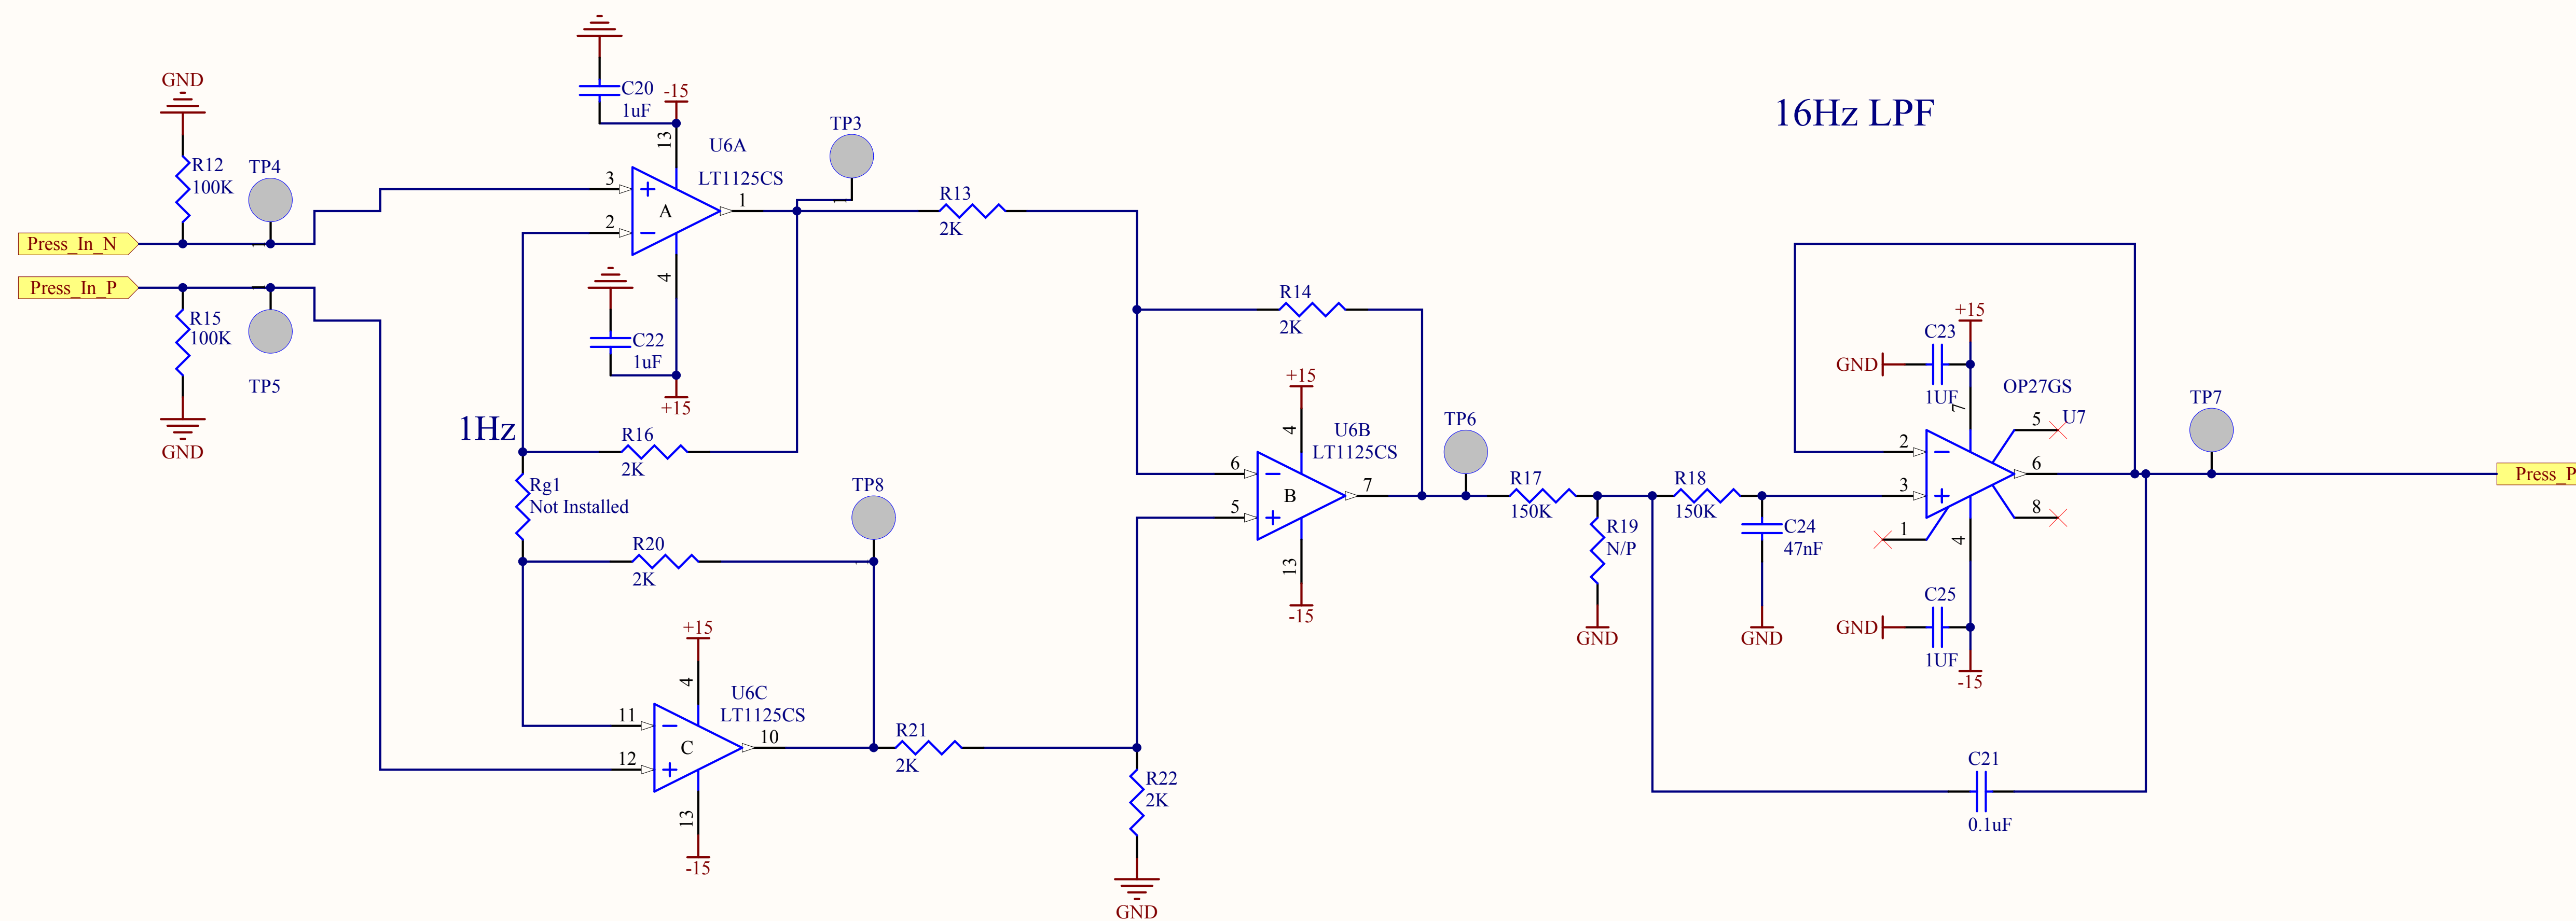 GND
R12
100K
TP4
Press_In_N
Press_In_P
R15
100K
TP5
GND
C20
1uF
-15
13
U6A
LT1125CS
3
+
A
1
2
−
4
C22
1uF
+15
TP3
R13
2K
1Hz
R16
2K
Rg1
Not Installed
R20
2K
TP8
+15
4
U6C
LT1125CS
11
−
C
10
12
+
13
-15
R21
2K
R22
2K
GND
R14
2K
+15
4
U6B
LT1125CS
6
−
B
7
5
+
13
-15
TP6
R17
150K
R19
N/P
GND
R18
150K
C24
47nF
GND
16Hz LPF
+15
C23
GND
1UF
7
OP27GS
5
U7
2
−
6
3
+
1
8
4
C25
GND
1UF
-15
C21
0.1uF
TP7
Press_P